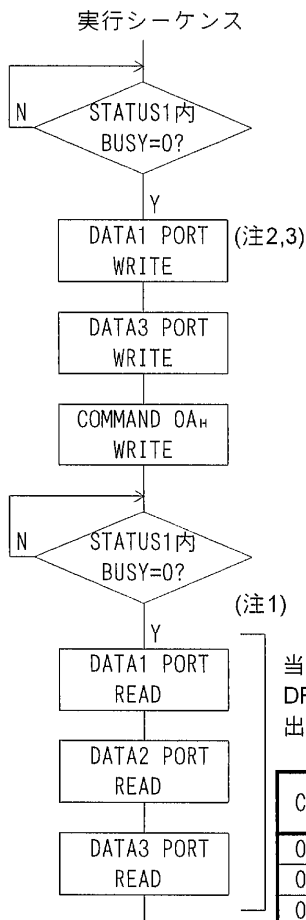 実行シーケンス
STATUS1内
BUSY=0?
N
Y
DATA1 PORT
WRITE
(注2,3)
DATA3 PORT
WRITE
COMMAND 0AH
WRITE
STATUS1内
BUSY=0?
N
(注1)
Y
DATA1 PORT
READ
当
出
DATA2 PORT
READ
C
DATA3 PORT
READ
0
0
0